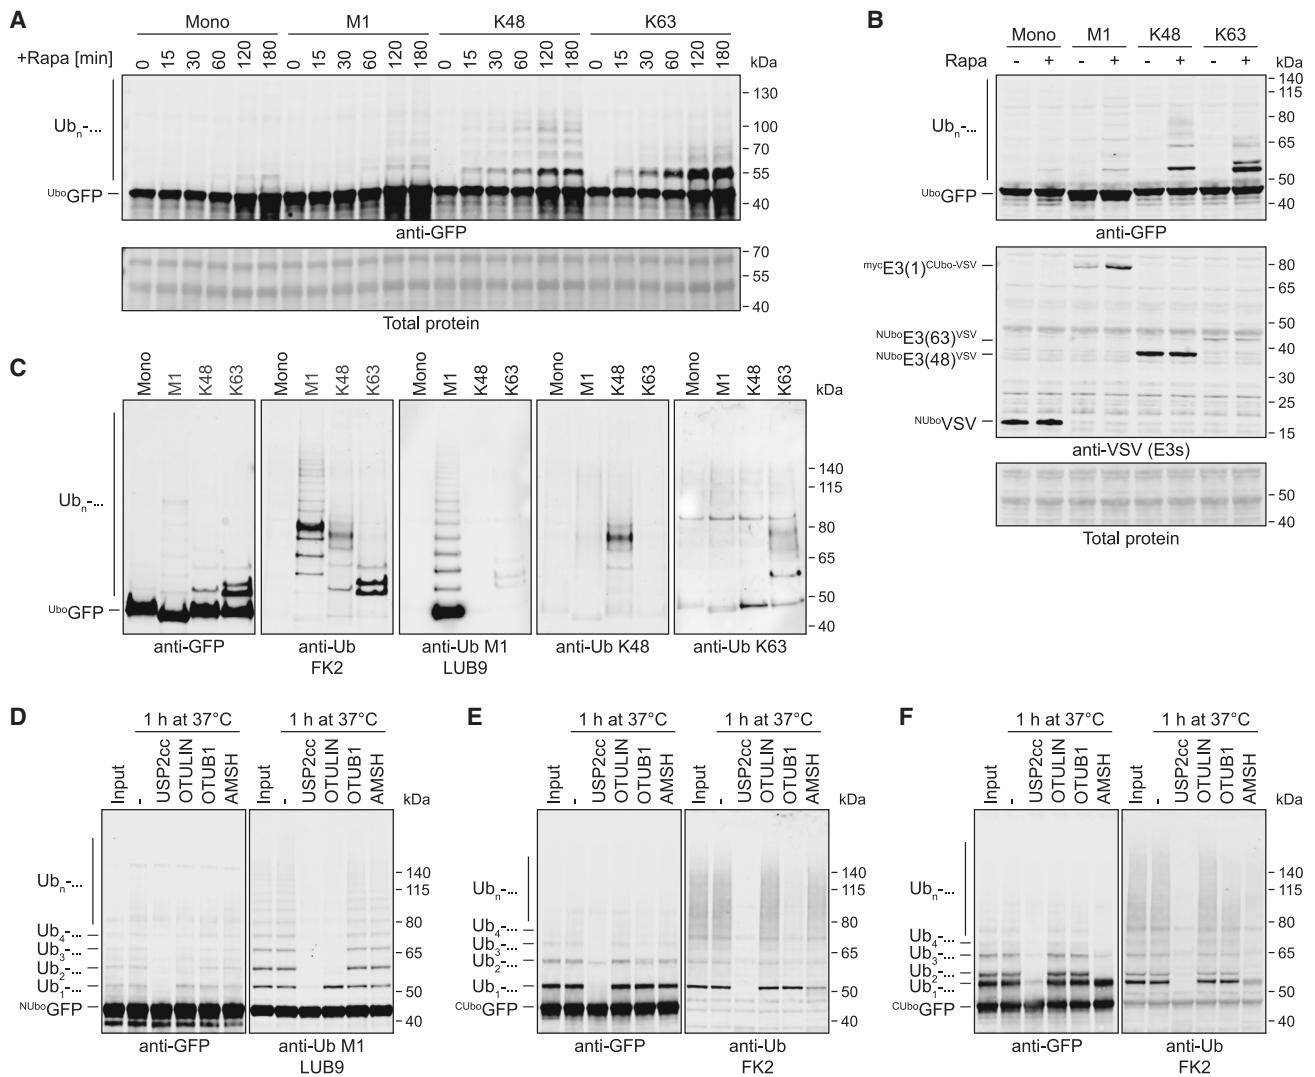 A
Mono M1 K48 K63
+Rapa [min] 0 15 30 60 120 180 0 15 30 60 120 180 0 15 30 60 120 180 0 15 30 60 120 180 kDa
130
Ubn-... 100
70
55
UboGFP
40
anti-GFP
70
55
40
Total protein
B
Mono M1 K48 K63
Rapa - + - + - + - + kDa
140
115
80
Ubn-...
65
50
UboGFP
40
anti-GFP
mycE3(1)CUbo-VSV 80
65
50
NUboE3(63)VSV
40
NUboE3(48)VSV
30
25
NUboVSV
15
anti-VSV (E3s)
50
40
Total protein
C
Mono M1 K48 K63 Mono M1 K48 K63 Mono M1 K48 K63 Mono M1 K48 K63 Mono M1 K48 K63 kDa
140
115
Ubn-...
80
65
50
UboGFP
40
anti-GFP anti-Ub FK2 anti-Ub M1 LUB9 anti-Ub K48 anti-Ub K63
D
1 h at 37°C 1 h at 37°C
Input - USP2cc OTULIN OTUB1 AMSH Input - USP2cc OTULIN OTUB1 AMSH kDa
140
Ubn-... 115
80
Ub4-...
Ub3-... 65
Ub2-...
Ub1-... 50
NUboGFP
40
anti-GFP anti-Ub M1
LUB9
E
1 h at 37°C 1 h at 37°C
Input - USP2cc OTULIN OTUB1 AMSH Input - USP2cc OTULIN OTUB1 AMSH kDa
140
Ubn-... 115
80
Ub4-...
Ub3-... 65
Ub2-...
Ub1-... 50
CUboGFP
40
anti-GFP anti-Ub
FK2
F
1 h at 37°C 1 h at 37°C
Input - USP2cc OTULIN OTUB1 AMSH Input - USP2cc OTULIN OTUB1 AMSH kDa
140
Ubn-... 115
80
Ub4-...
Ub3-... 65
Ub2-...
Ub1-... 50
CUboGFP
40
anti-GFP anti-Ub
FK2